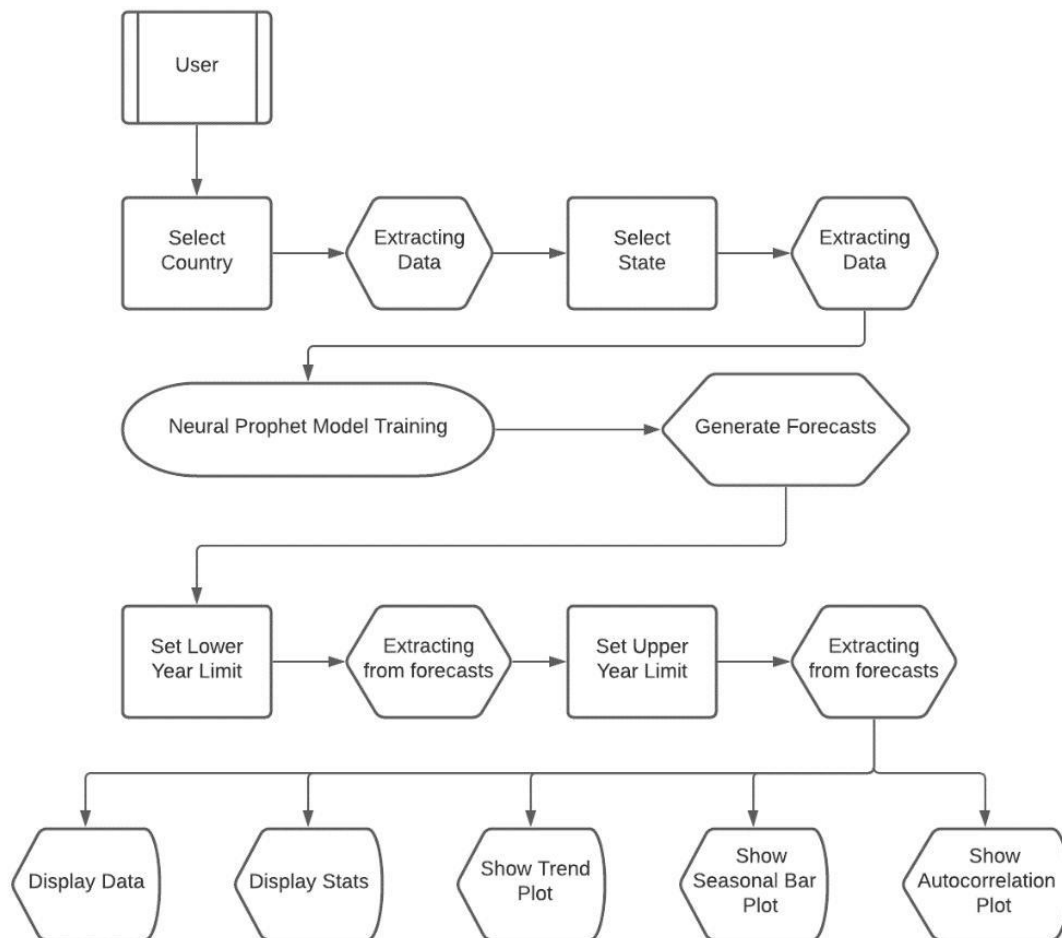 User
Select
Country
Extracting
Data
Select
State
Extracting
Data
Neural Prophet Model Training
Generate Forecasts
Set Lower
Year Limit
Extracting
from forecasts
Set Upper
Year Limit
Extracting
from forecasts
Display Data
Display Stats
Show Trend
Plot
Show
Seasonal Bar
Plot
Show
Autocorrelation
Plot